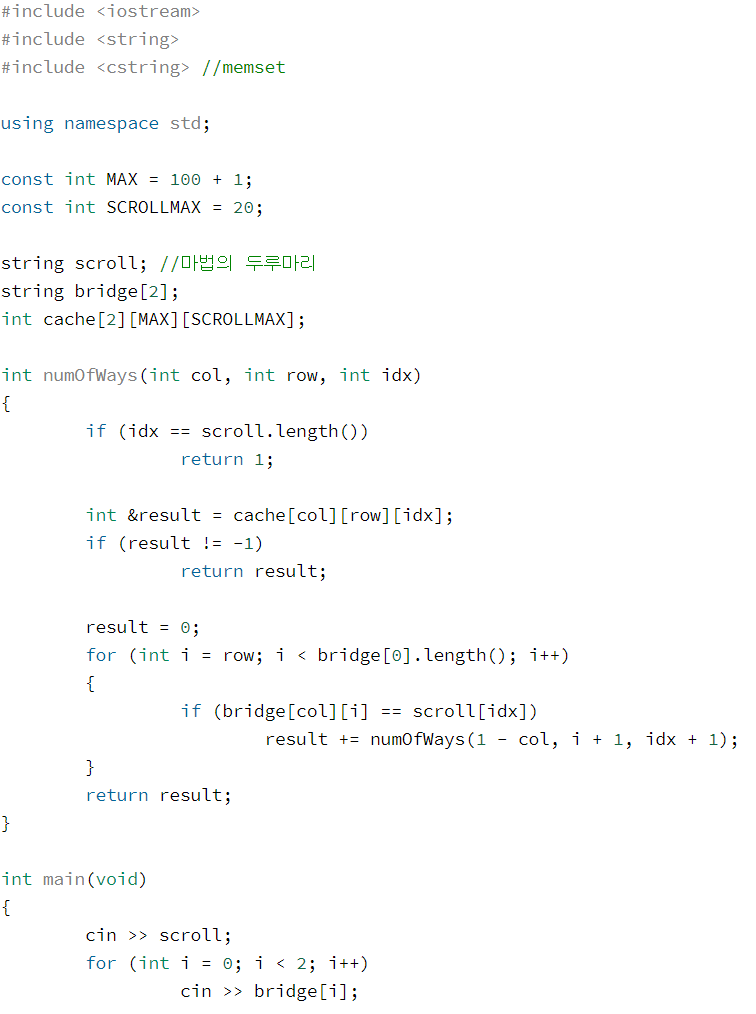 #include <iostream>
#include <string>
#include <cstring> //memset
using namespace std;
const int MAX = 100 + 1;
const int SCROLLMAX = 20;
string scroll; //마법의 두루마리
string bridge[2];
int cache[2][MAX][SCROLLMAX];
int numOfWays(int col, int row, int idx)
{
if (idx == scroll.length())
return 1;
int &result = cache[col][row][idx];
if (result != -1)
return result;
result = 0;
for (int i = row; i < bridge[0].length(); i++)
{
if (bridge[col][i] == scroll[idx])
result += numOfWays(1 - col, i + 1, idx + 1);
}
return result;
}
int main(void)
{
cin >> scroll;
for (int i = 0; i < 2; i++)
cin >> bridge[i];